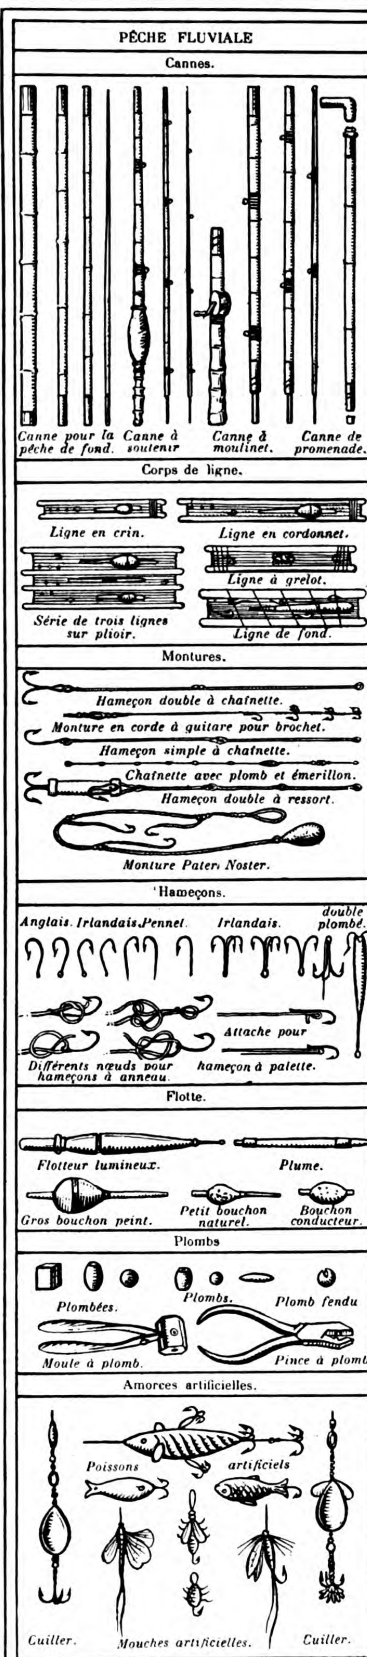 PÊCHE FLUVIALE
Cannes.
Canne pour la pêche de fond.
Canne à soutenir
Canne à moulinet.
Canne de promenade.
Corps de ligne.
Ligne en crin.
Ligne en cordonnet.
Ligne à grelot.
Série de trois lignes sur plioir.
Ligne de fond.
Montures.
Hameçon double à chaînette.
Monture en corde à guitare pour brochet.
Hameçon simple à chaînette.
Chaînette avec plomb et émerillon.
Hameçon double à ressort.
Monture Pater Noster.
Hameçons.
Anglais. Irlandais. Pennel. Irlandais. double plombé.
Différents nœuds pour hameçons à anneau.
Attache pour hameçon à palette.
Flotte.
Flotteur lumineux.
Plume.
Gros bouchon peint.
Petit bouchon naturel.
Bouchon conducteur.
Plombs
Plombées.
Plombs.
Plomb fendu
Moule à plomb.
Pince à plomb
Amorces artificielles.
Poissons artificiels
Cuiller.
Mouches artificielles.
Cuiller.